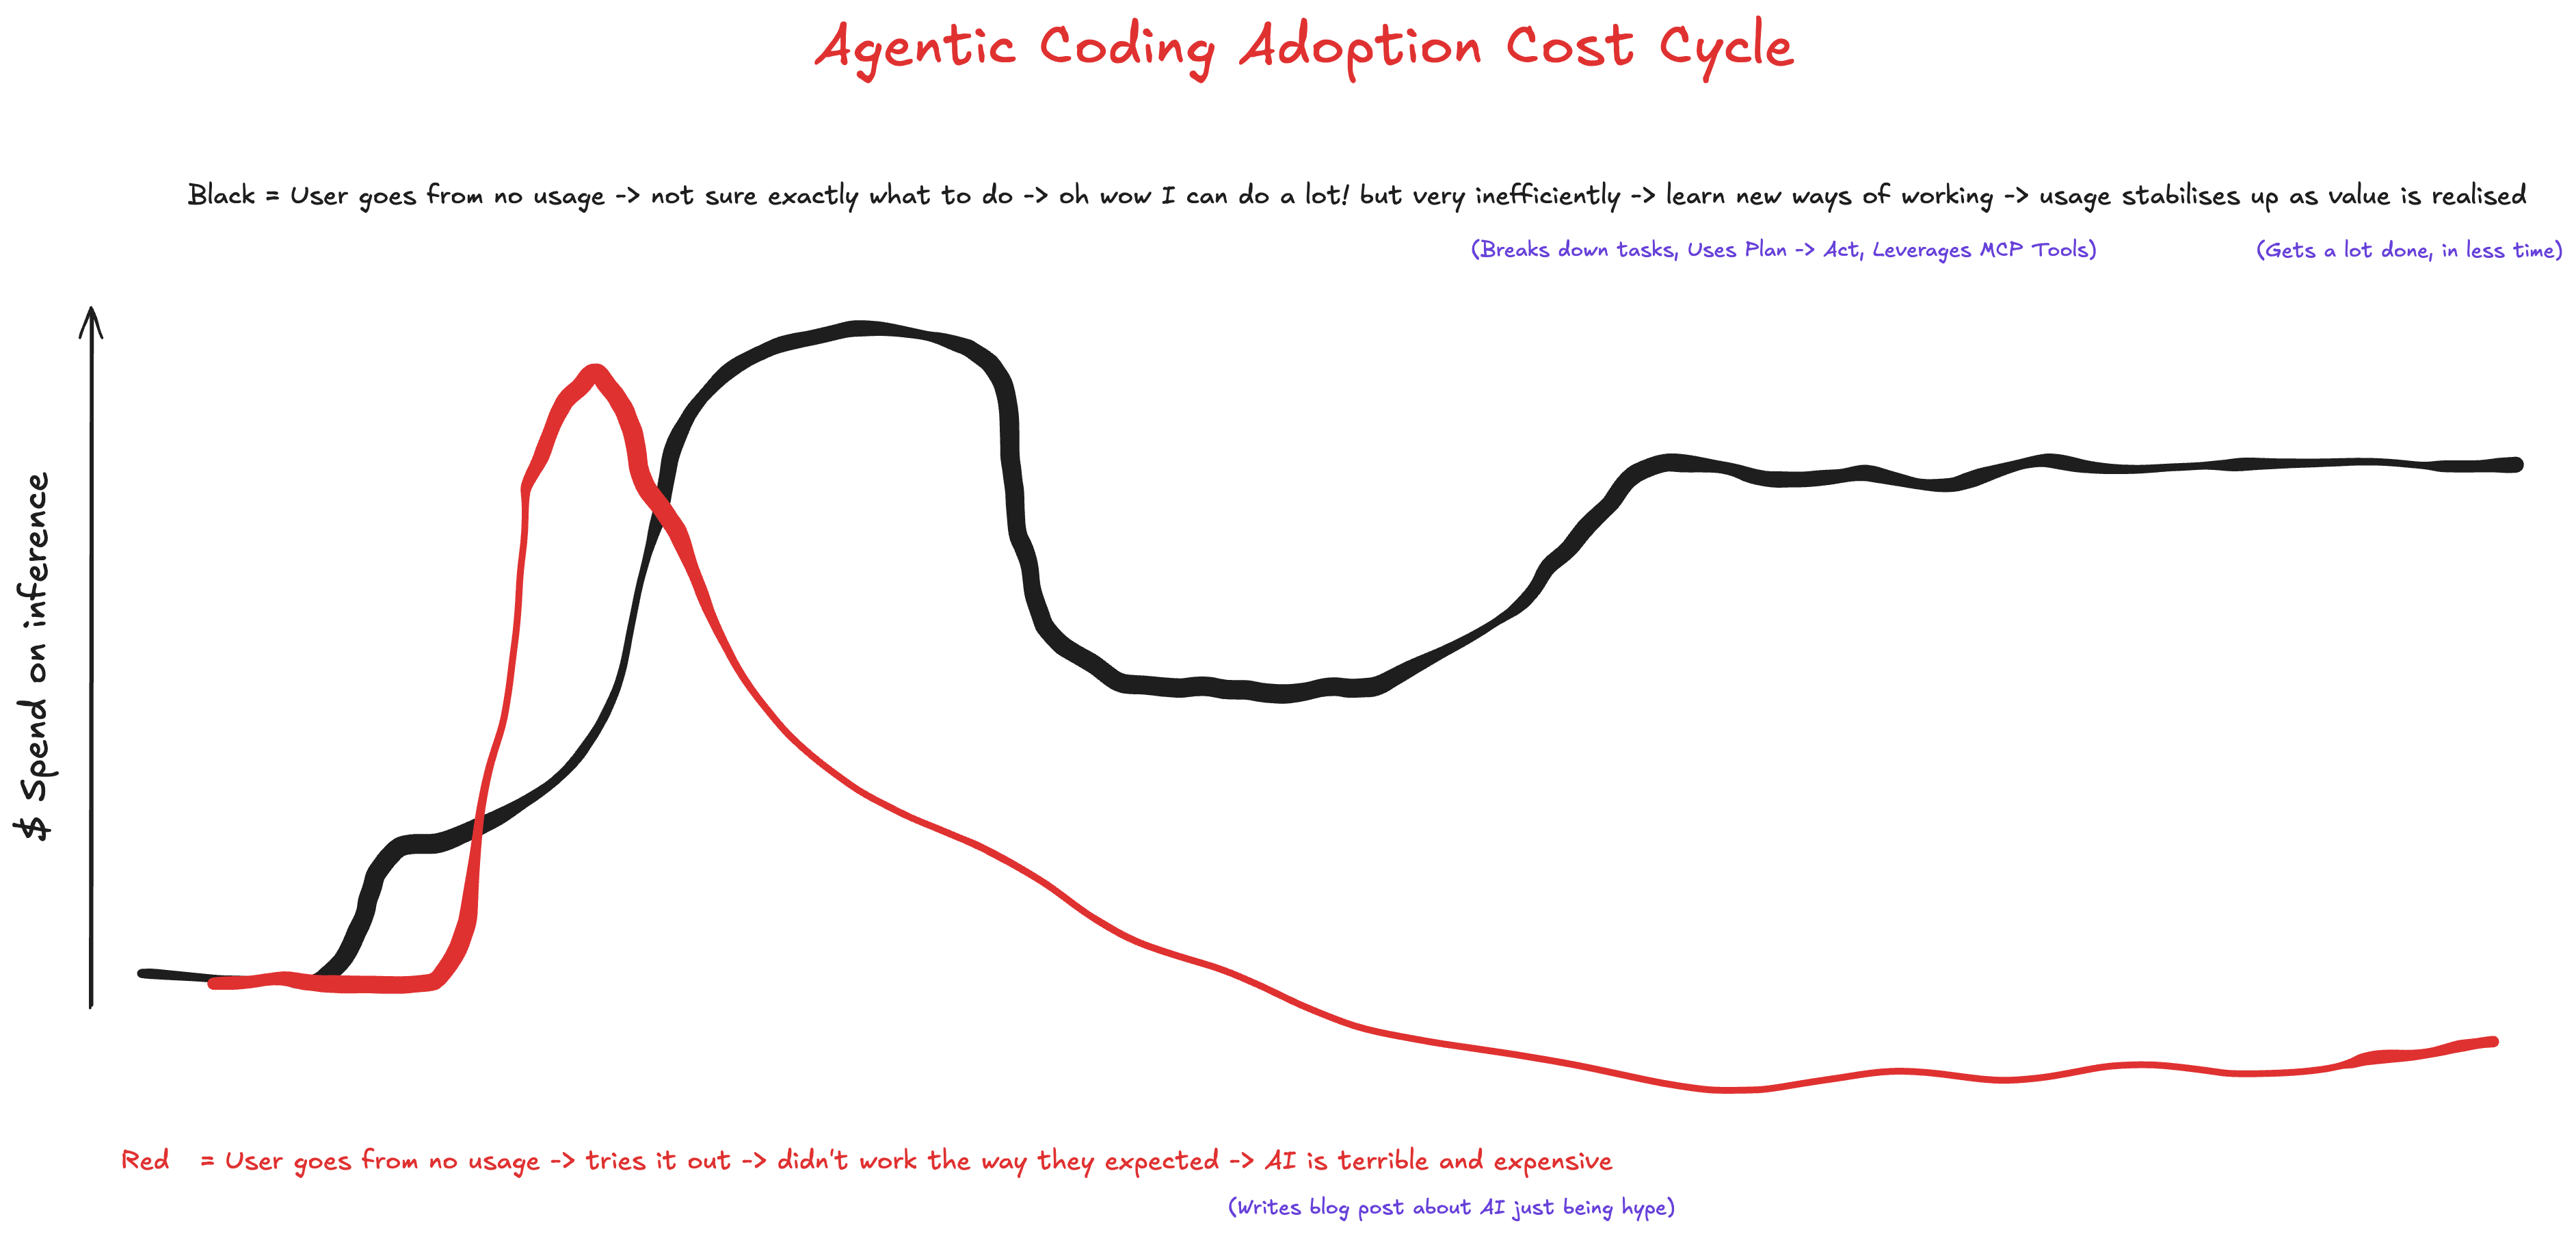 Agentic Coding Adoption Cost Cycle
Black = User goes from no usage -> not sure exactly what to do -> oh wow I can do a lot! but very inefficiently -> learn new ways of working -> usage stabilises up as value is realised
(Breaks down tasks, Uses Plan -> Act, Leverages MCP Tools)
(Gets a lot done, in less time)
$ Spend on inference
Red = User goes from no usage -> tries it out -> didn't work the way they expected -> AI is terrible and expensive
(Writes blog post about AI just being hype)